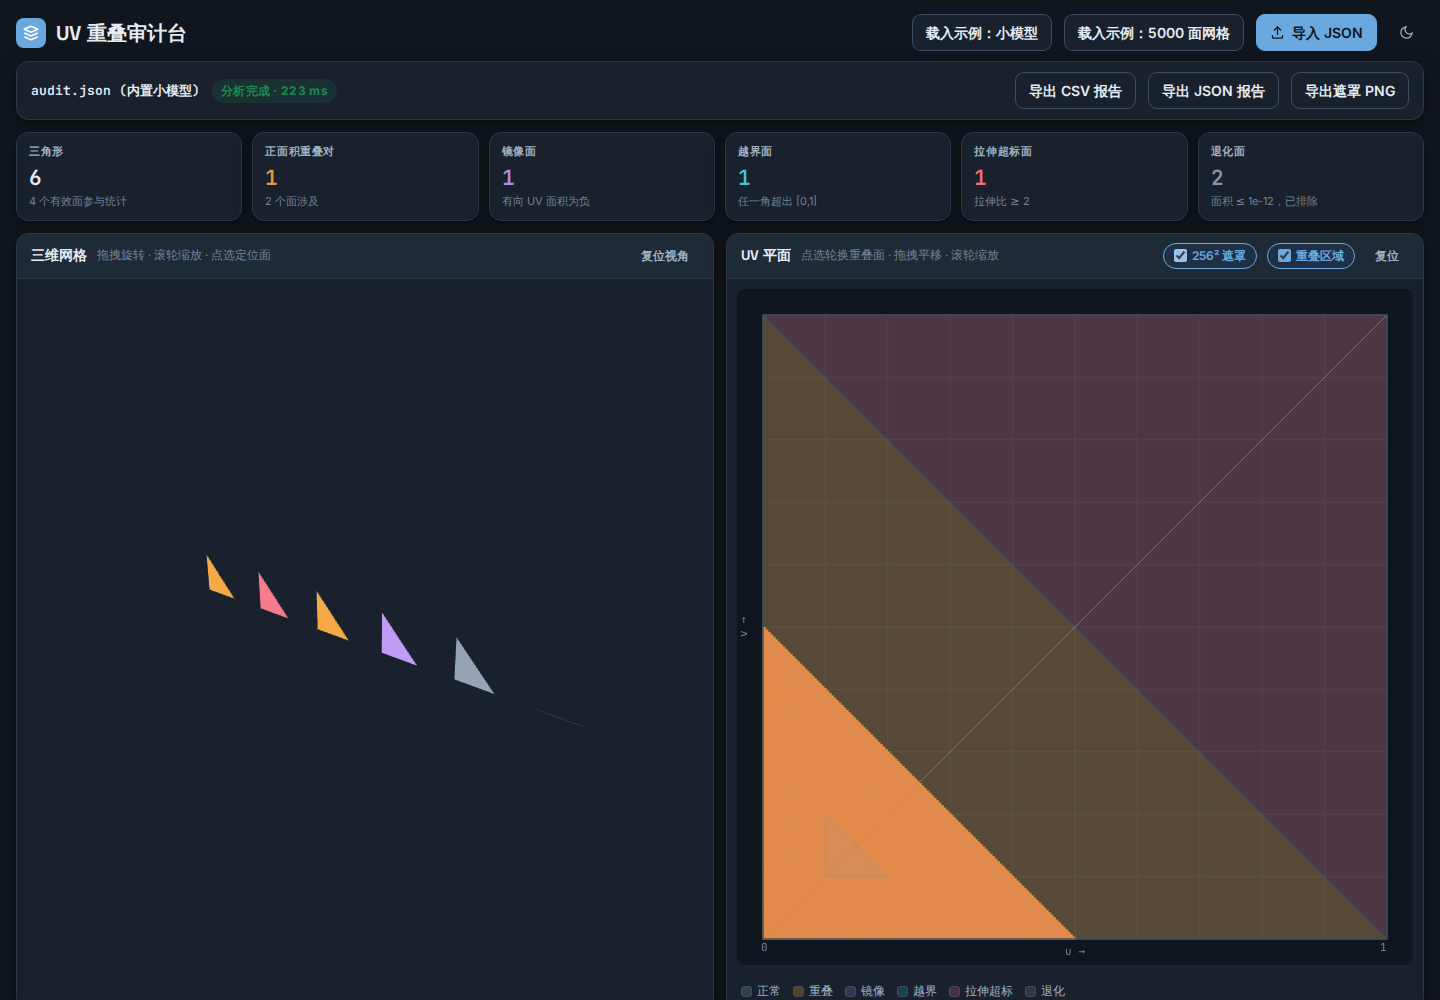 UV 重叠审计台
载入示例：小模型
载入示例：5000 面网格
导入 JSON
audit.json (内置小模型)
分析完成 · 223 ms
导出 CSV 报告
导出 JSON 报告
导出遮罩 PNG
三角形
6
4 个有效面参与统计
正面积重叠对
1
2 个面涉及
镜像面
1
有向 UV 面积为负
越界面
1
任一角超出 [0,1]
拉伸超标面
1
拉伸比 ≥ 2
退化面
2
面积 ≤ 1e-12，已排除
三维网格
拖拽旋转 · 滚轮缩放 · 点选定位面
复位视角
UV 平面
点选轮换重叠面 · 拖拽平移 · 滚轮缩放
256² 遮罩
重叠区域
复位
V →
0
U →
1
正常
重叠
镜像
越界
拉伸超标
退化